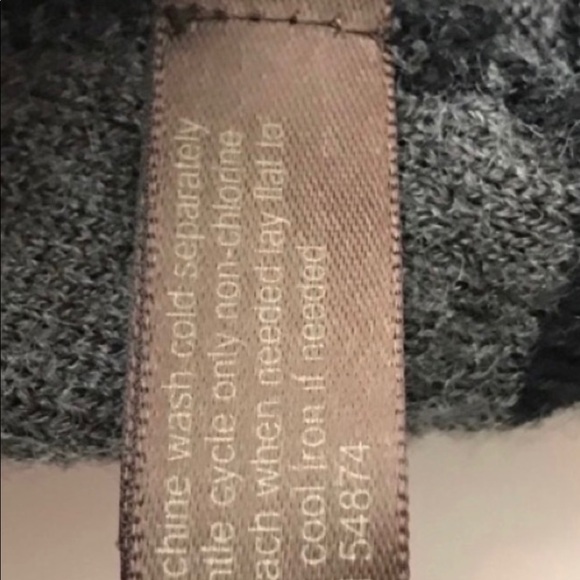 chine wash cold separately
ntle cycle only non-chlorine
ach when needed lay flat to
cool iron if needed
54874